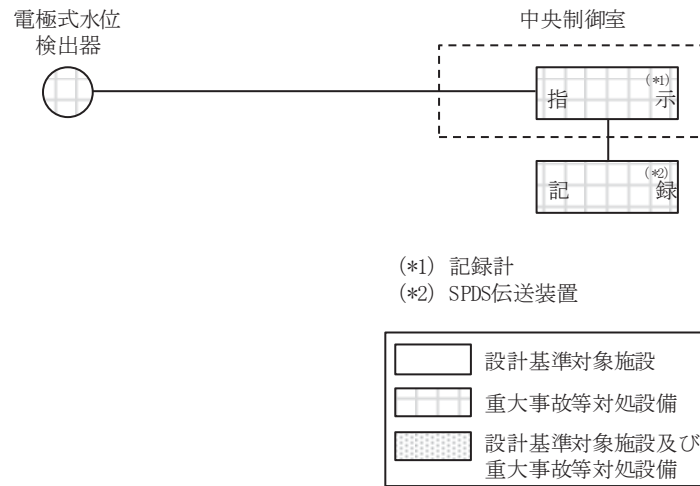 電極式水位
検出器
中央制御室
指 示(*1)
記 録(*2)
(*1) 記録計
(*2) SPDS伝送装置
設計基準対象施設
重大事故等対処設備
設計基準対象施設及び
重大事故等対処設備